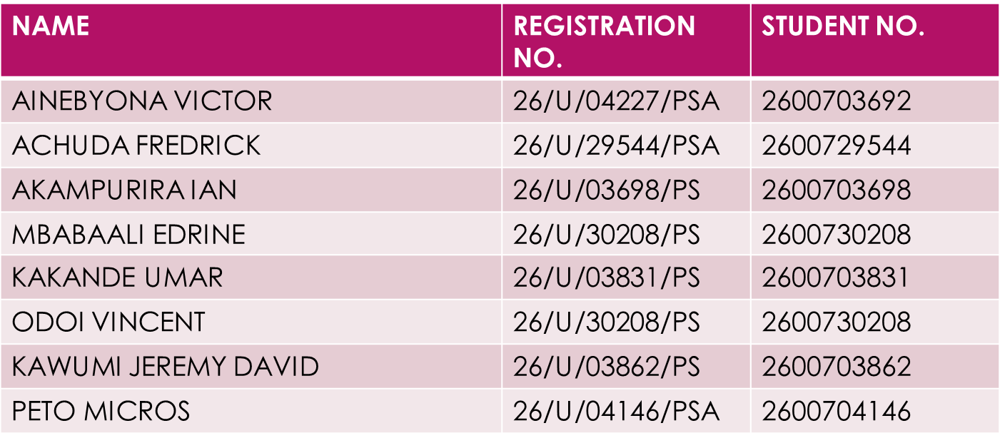 NAME REGISTRATION NO. STUDENT NO.
AINEBYONA VICTOR 26/U/04227/PSA 2600703692
ACHUDA FREDRICK 26/U/29544/PSA 2600729544
AKAMPURIRA IAN 26/U/03698/PS 2600703698
MBABAALI EDRINE 26/U/30208/PS 2600730208
KAKANDE UMAR 26/U/03831/PS 2600703831
ODOI VINCENT 26/U/30208/PS 2600730208
KAWUMI JEREMY DAVID 26/U/03862/PS 2600703862
PETO MICROS 26/U/04146/PSA 2600704146